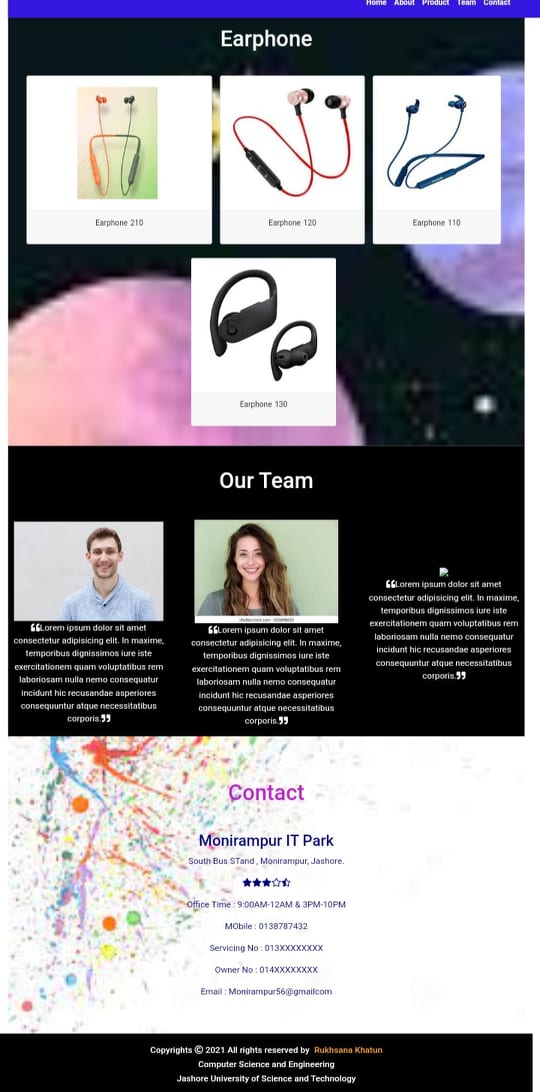 Home About Product Team Contact
Earphone
Earphone 210
Earphone 120
Earphone 110
Earphone 130
Our Team
❝Lorem ipsum dolor sit amet
consectetur adipisicing elit. In maxime,
temporibus dignissimos iure iste
exercitationem quam voluptatibus rem
laboriosam nulla nemo consequatur
incidunt hic recusandae asperiores
consequuntur atque necessitatibus
corporis.❞
❝Lorem ipsum dolor sit amet
consectetur adipisicing elit. In maxime,
temporibus dignissimos iure iste
exercitationem quam voluptatibus rem
laboriosam nulla nemo consequatur
incidunt hic recusandae asperiores
consequuntur atque necessitatibus
corporis.❞
❝Lorem ipsum dolor sit amet
consectetur adipisicing elit. In maxime,
temporibus dignissimos iure iste
exercitationem quam voluptatibus rem
laboriosam nulla nemo consequatur
incidunt hic recusandae asperiores
consequuntur atque necessitatibus
corporis.❞
Contact
Monirampur IT Park
South Bus STand , Monirampur, Jashore.
Office Time : 9:00AM-12AM & 3PM-10PM
MObile : 0138787432
Servicing No : 013XXXXXXXX
Owner No : 014XXXXXXXX
Email : Monirampur56@gmailcom
Copyrights © 2021 All rights reserved by Rukhsana Khatun
Computer Science and Engineering
Jashore University of Science and Technology